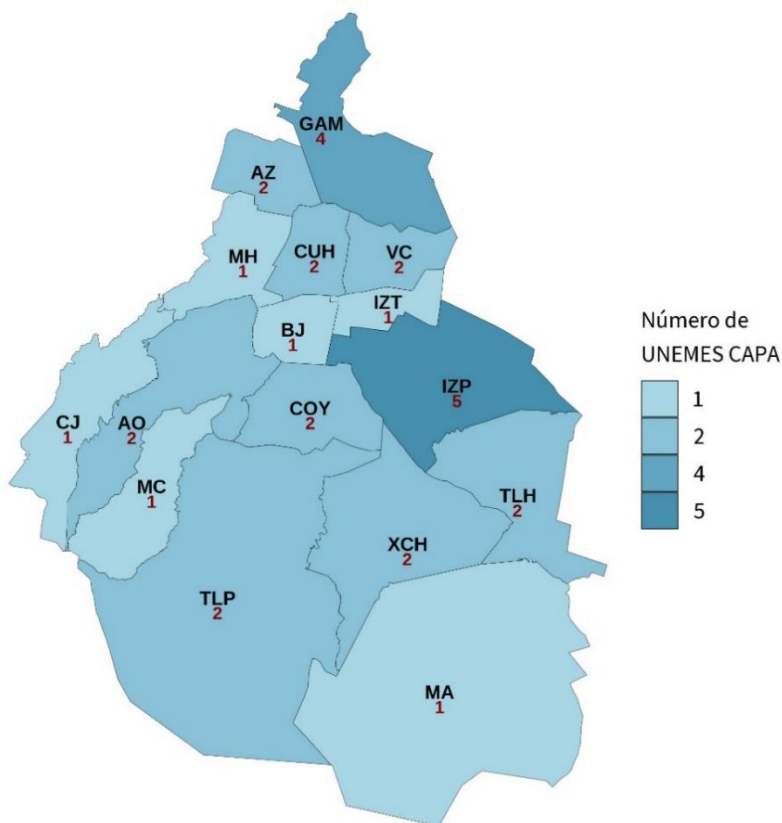 GAM
4
AZ
2
MH
1
CUH
2
VC
2
IZT
1
BJ
1
IZP
5
CJ
1
AO
2
COY
2
MC
1
TLH
2
XCH
2
TLP
2
MA
1
Número de
UNEMES CAPA
1
2
4
5